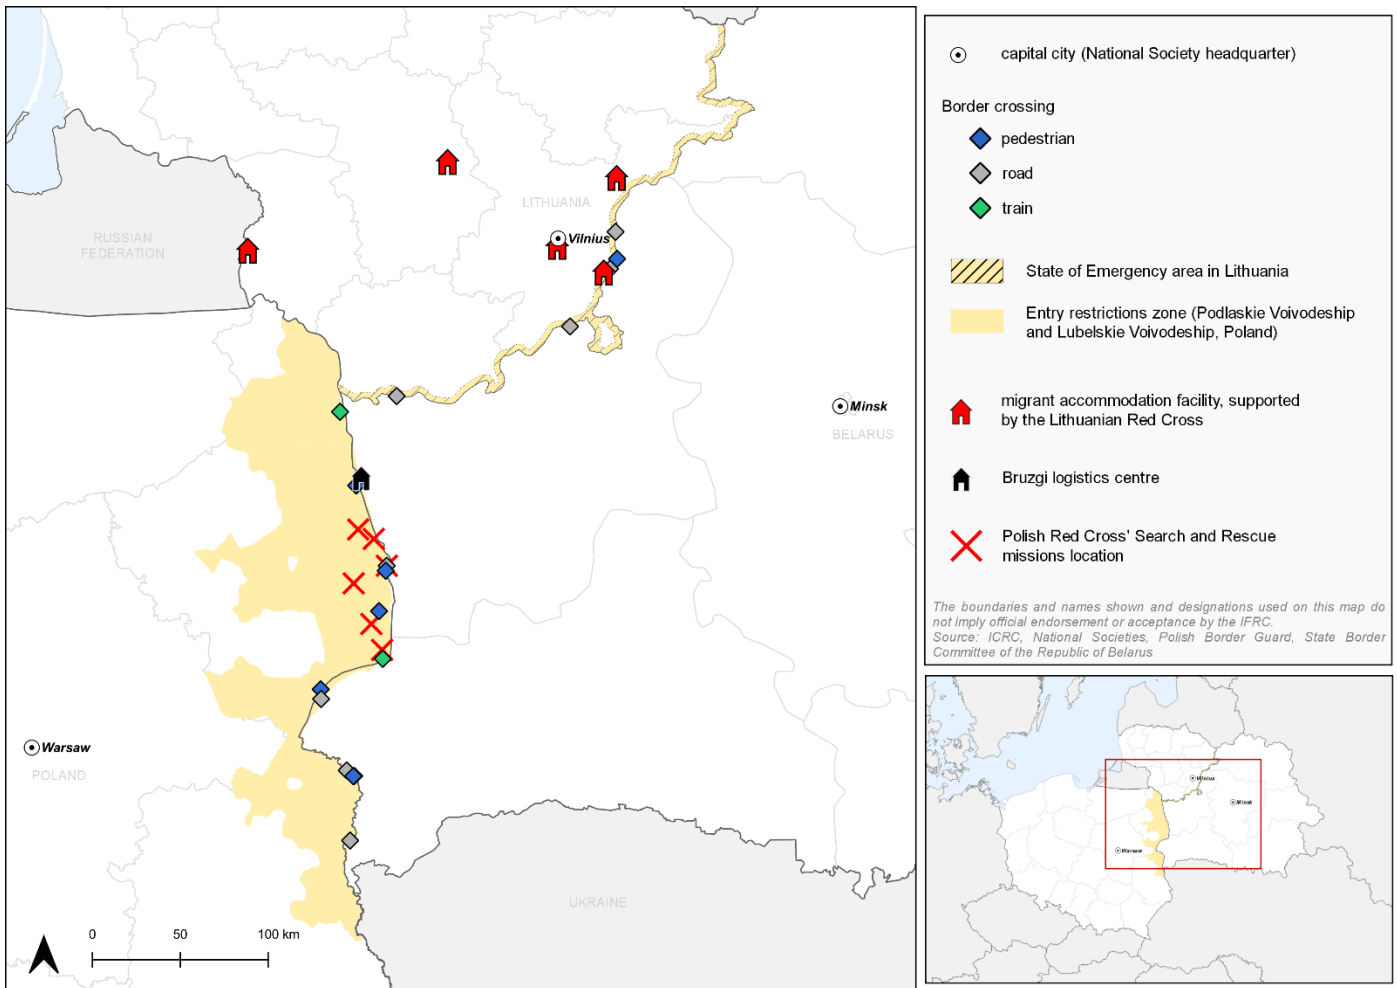 LITHUANIA
RUSSIAN
FEDERATION
Vilnius
Minsk
BELARUS
Warsaw
POLAND
UKRAINE
0 50 100 km
capital city (National Society headquarter)
Border crossing
pedestrian
road
train
State of Emergency area in Lithuania
Entry restrictions zone (Podlaskie Voivodeship
and Lubelskie Voivodeship, Poland)
migrant accommodation facility, supported
by the Lithuanian Red Cross
Bruzgi logistics centre
Polish Red Cross' Search and Rescue
missions location
The boundaries and names shown and designations used on this map do
not imply official endorsement or acceptance by the IFRC.
Source: ICRC, National Societies, Polish Border Guard, State Border
Committee of the Republic of Belarus
Vilnius
Minsk
Warsaw